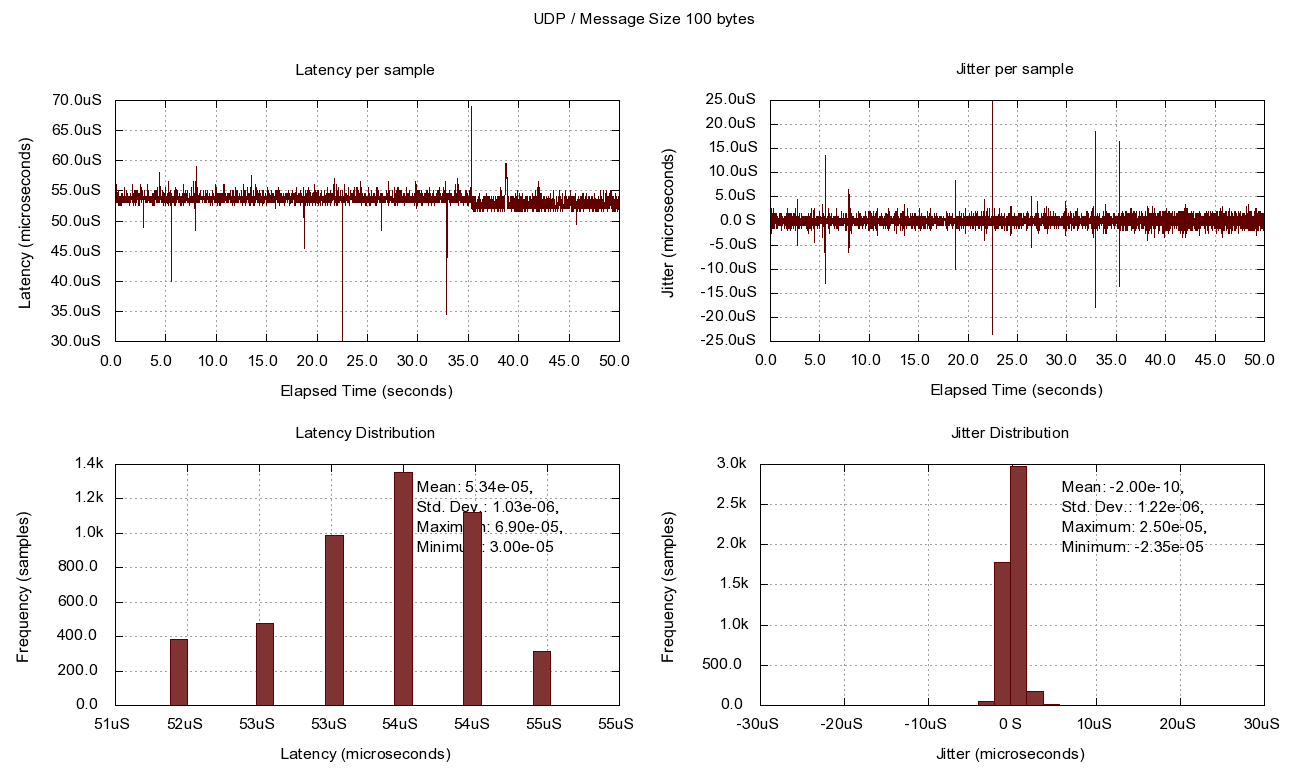 UDP / Message Size 100 bytes
Latency per sample
70.0uS
65.0uS
60.0uS
55.0uS
50.0uS
45.0uS
40.0uS
35.0uS
30.0uS
0.0 5.0 10.0 15.0 20.0 25.0 30.0 35.0 40.0 45.0 50.0
Latency (microseconds)
Elapsed Time (seconds)
Jitter per sample
25.0uS
20.0uS
15.0uS
10.0uS
5.0uS
0.0 S
-5.0uS
-10.0uS
-15.0uS
-20.0uS
-25.0uS
0.0 5.0 10.0 15.0 20.0 25.0 30.0 35.0 40.0 45.0 50.0
Jitter (microseconds)
Elapsed Time (seconds)
Latency Distribution
1.4k
1.2k
1.0k
800.0
600.0
400.0
200.0
0.0
51uS 52uS 53uS 53uS 54uS 54uS 55uS 55uS
Frequency (samples)
Latency (microseconds)
Mean: 5.34e-05,
Std. Dev.: 1.03e-06,
Maximum: 6.90e-05,
Minimum: 3.00e-05
Jitter Distribution
3.0k
2.5k
2.0k
1.5k
1.0k
500.0
0.0
-30uS -20uS -10uS 0 S 10uS 20uS 30uS
Frequency (samples)
Jitter (microseconds)
Mean: -2.00e-10,
Std. Dev.: 1.22e-06,
Maximum: 2.50e-05,
Minimum: -2.35e-05